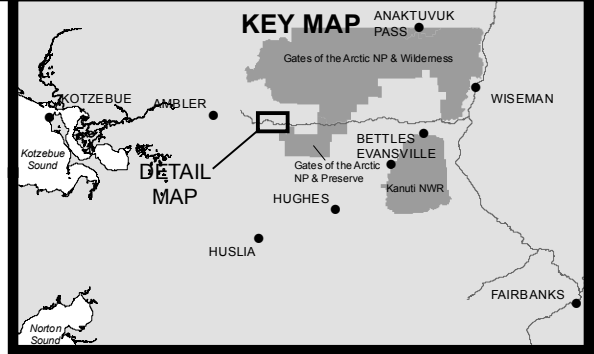 KEY MAP
ANAKTUVUK
PASS
Gates of the Arctic NP & Wilderness
KOTZEBUE
AMBLER
WISEMAN
Kotzebue
Sound
BETTLES
EVANSVILLE
DETAIL
MAP
Gates of the Arctic
NP & Preserve
Kanuti NWR
HUGHES
HUSLIA
FAIRBANKS
Norton
Sound